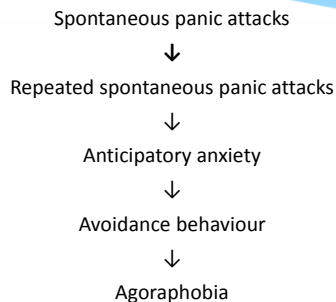 Spontaneous panic attacks
↓
Repeated spontaneous panic attacks
↓
Anticipatory anxiety
↓
Avoidance behaviour
↓
Agoraphobia